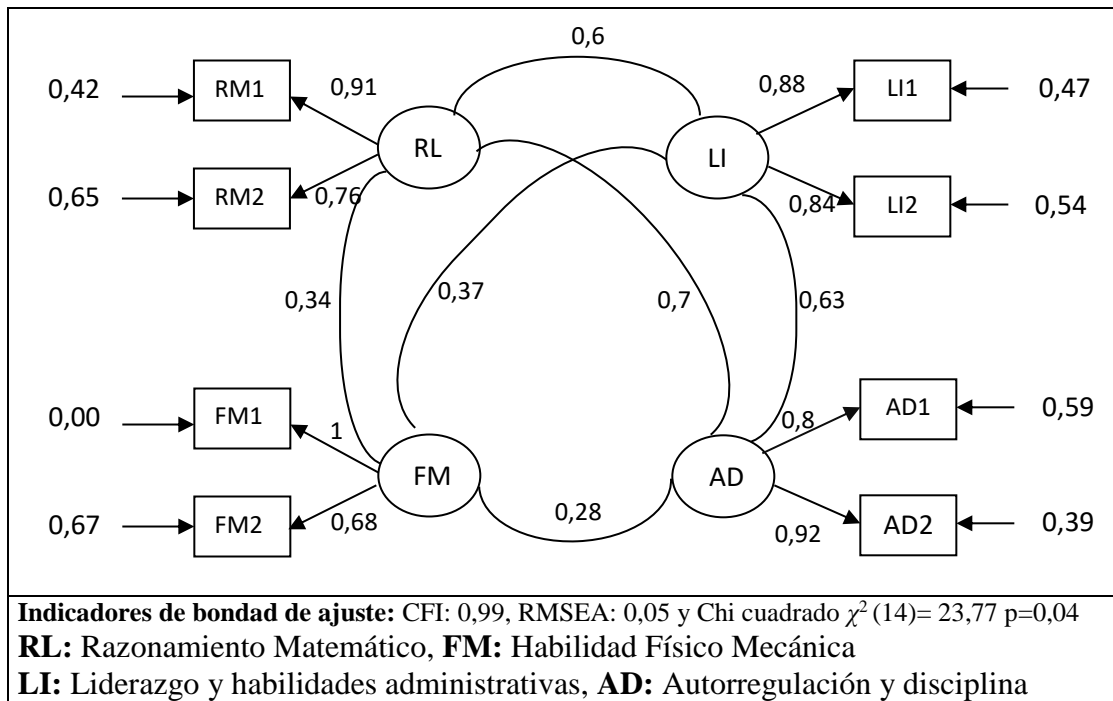 0,6
0,42
RM1
0,91
0,88
LI1
0,47
RL
LI
0,65
RM2
0,76
0,84
LI2
0,54
0,34
0,37
0,7
0,63
0,00
FM1
1
0,8
AD1
0,59
FM
AD
0,67
FM2
0,68
0,28
0,92
AD2
0,39
Indicadores de bondad de ajuste: CFI: 0,99, RMSEA: 0,05 y Chi cuadrado χ² (14)= 23,77 p=0,04
RL: Razonamiento Matemático, FM: Habilidad Físico Mecánica
LI: Liderazgo y habilidades administrativas, AD: Autorregulación y disciplina